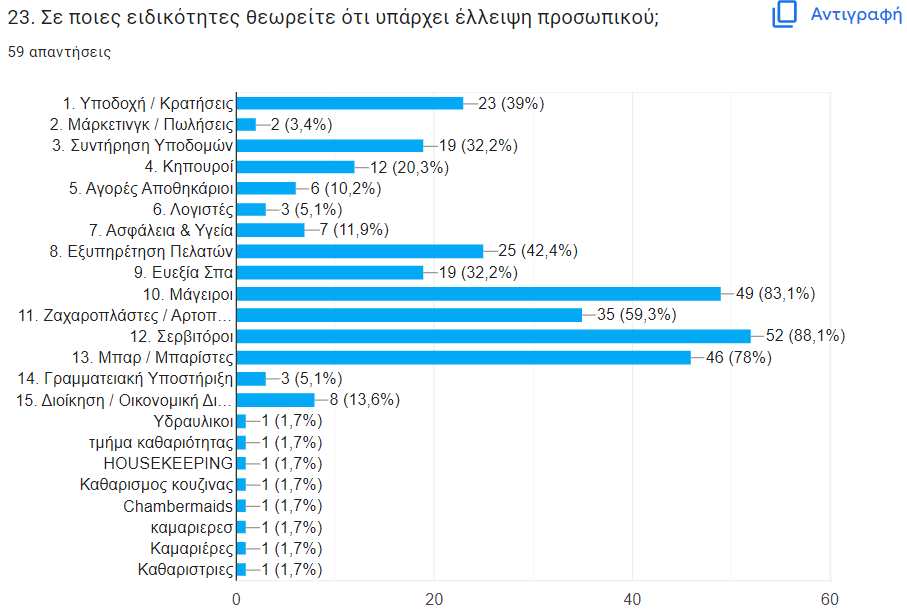 23. Σε ποιες ειδικότητες θεωρείτε ότι υπάρχει έλλειψη προσωπικού;
Αντιγραφή
59 απαντήσεις
1. Υποδοχή / Κρατήσεις 23 (39%)
2. Μάρκετινγκ / Πωλήσεις 2 (3,4%)
3. Συντήρηση Υποδομών 19 (32,2%)
4. Κηπουροί 12 (20,3%)
5. Αγορές Αποθηκάριοι 6 (10,2%)
6. Λογιστές 3 (5,1%)
7. Ασφάλεια & Υγεία 7 (11,9%)
8. Εξυπηρέτηση Πελατών 25 (42,4%)
9. Ευεξία Σπα 19 (32,2%)
10. Μάγειροι 49 (83,1%)
11. Ζαχαροπλάστες / Αρτοπ… 35 (59,3%)
12. Σερβιτόροι 52 (88,1%)
13. Μπαρ / Μπαρίστες 46 (78%)
14. Γραμματειακή Υποστήριξη 3 (5,1%)
15. Διοίκηση / Οικονομική Δι… 8 (13,6%)
Υδραυλικοι 1 (1,7%)
τμήμα καθαριότητας 1 (1,7%)
HOUSEKEEPING 1 (1,7%)
Καθαρισμος κουζινας 1 (1,7%)
Chambermaids 1 (1,7%)
καμαριερεσ 1 (1,7%)
Καμαριέρες 1 (1,7%)
Καθαριστριες 1 (1,7%)
0 20 40 60